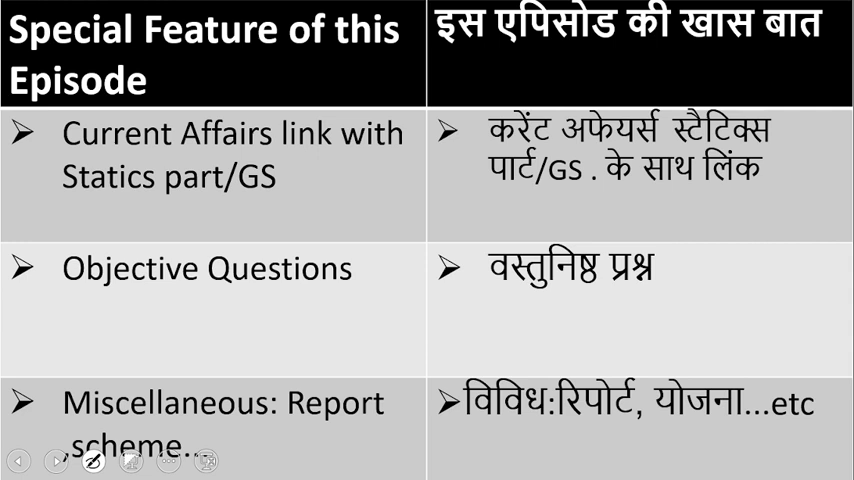 Special Feature of this
Episode
इस एपिसोड की खास बात
➢ Current Affairs link with
Statics part/GS
➢ करेंट अफेयर्स स्टैटिक्स
पार्ट/GS . के साथ लिंक
➢ Objective Questions
➢ वस्तुनिष्ठ प्रश्न
➢ Miscellaneous: Report
,scheme...
➢विविध:रिपोर्ट, योजना...etc